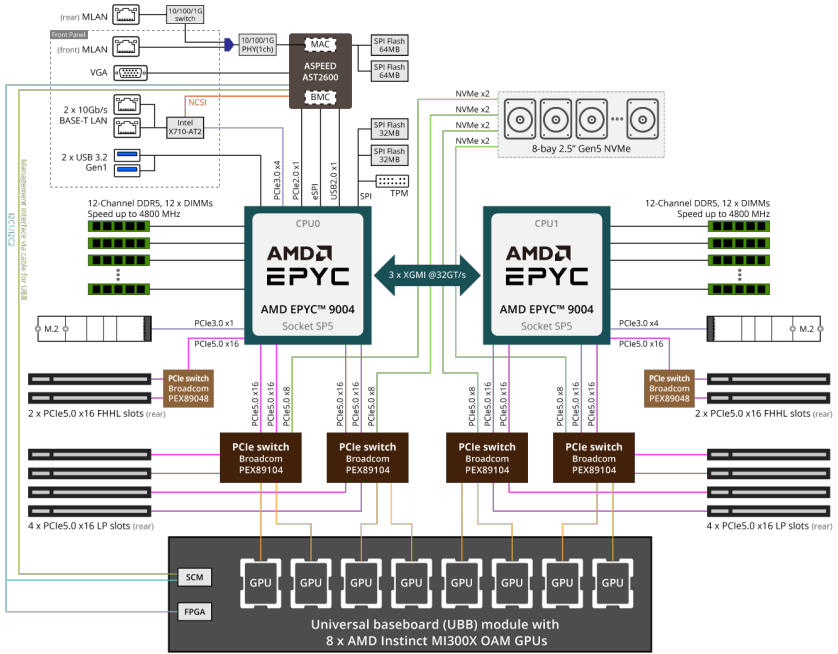 (rear) MLAN
10/100/1G
switch
Front Panel
(front) MLAN
10/100/1G
PHY(1ch)
MAC
ASPEED
AST2600
BMC
SPI Flash
64MB
SPI Flash
64MB
VGA
NCSI
2 x 10Gb/s
BASE-T LAN
Intel
X710-AT2
2 x USB 3.2
Gen1
SPI Flash
32MB
SPI Flash
32MB
TPM
PCIe3.0 x4
PCIe2.0 x1
eSPI
USB2.0 x1
SPI
NVMe x2
NVMe x2
NVMe x2
NVMe x2
8-bay 2.5" Gen5 NVMe
Management interface via cable for UBB
I2C1/I2C2
12-Channel DDR5, 12 x DIMMs
Speed up to 4800 MHz
CPU0
AMD
EPYC
AMD EPYC™ 9004
Socket SP5
3 x XGMI @32GT/s
CPU1
AMD
EPYC
AMD EPYC™ 9004
Socket SP5
12-Channel DDR5, 12 x DIMMs
Speed up to 4800 MHz
M.2
PCIe3.0 x1
PCIe5.0 x16
PCIe3.0 x4
PCIe5.0 x16
M.2
PCIe switch
Broadcom
PEX89048
2 x PCIe5.0 x16 FHHL slots (rear)
PCIe switch
Broadcom
PEX89048
2 x PCIe5.0 x16 FHHL slots (rear)
PCIe5.0 x16
PCIe5.0 x16
PCIe5.0 x8
PCIe5.0 x16
PCIe5.0 x16
PCIe5.0 x8
PCIe5.0 x8
PCIe5.0 x16
PCIe5.0 x16
PCIe5.0 x8
PCIe5.0 x16
PCIe5.0 x16
PCIe switch
Broadcom
PEX89104
PCIe switch
Broadcom
PEX89104
PCIe switch
Broadcom
PEX89104
PCIe switch
Broadcom
PEX89104
4 x PCIe5.0 x16 LP slots (rear)
4 x PCIe5.0 x16 LP slots (rear)
SCM
FPGA
GPU
GPU
GPU
GPU
GPU
GPU
GPU
GPU
Universal baseboard (UBB) module with
8 x AMD Instinct MI300X OAM GPUs